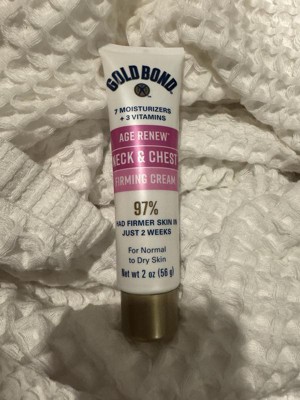 GOLD BOND
7 MOISTURIZERS
+ 3 VITAMINS
AGE RENEW™
NECK & CHEST
FIRMING CREAM
97%
HAD FIRMER SKIN IN
JUST 2 WEEKS
For Normal
to Dry Skin
Net wt 2 oz (56 g)